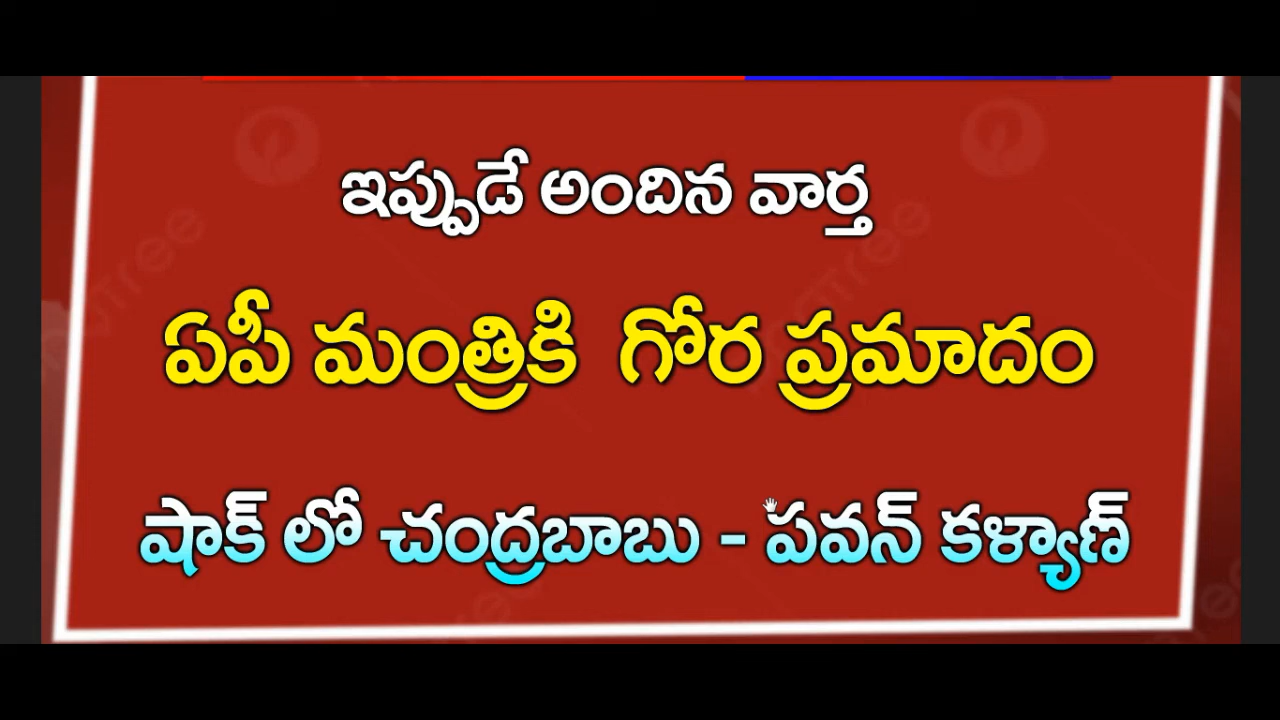 ఇప్పుడే అందిన వార్త
ఏపీ మంత్రికి గోర ప్రమాదం
షాక్ లో చంద్రబాబు - పవన్ కళ్యాణ్